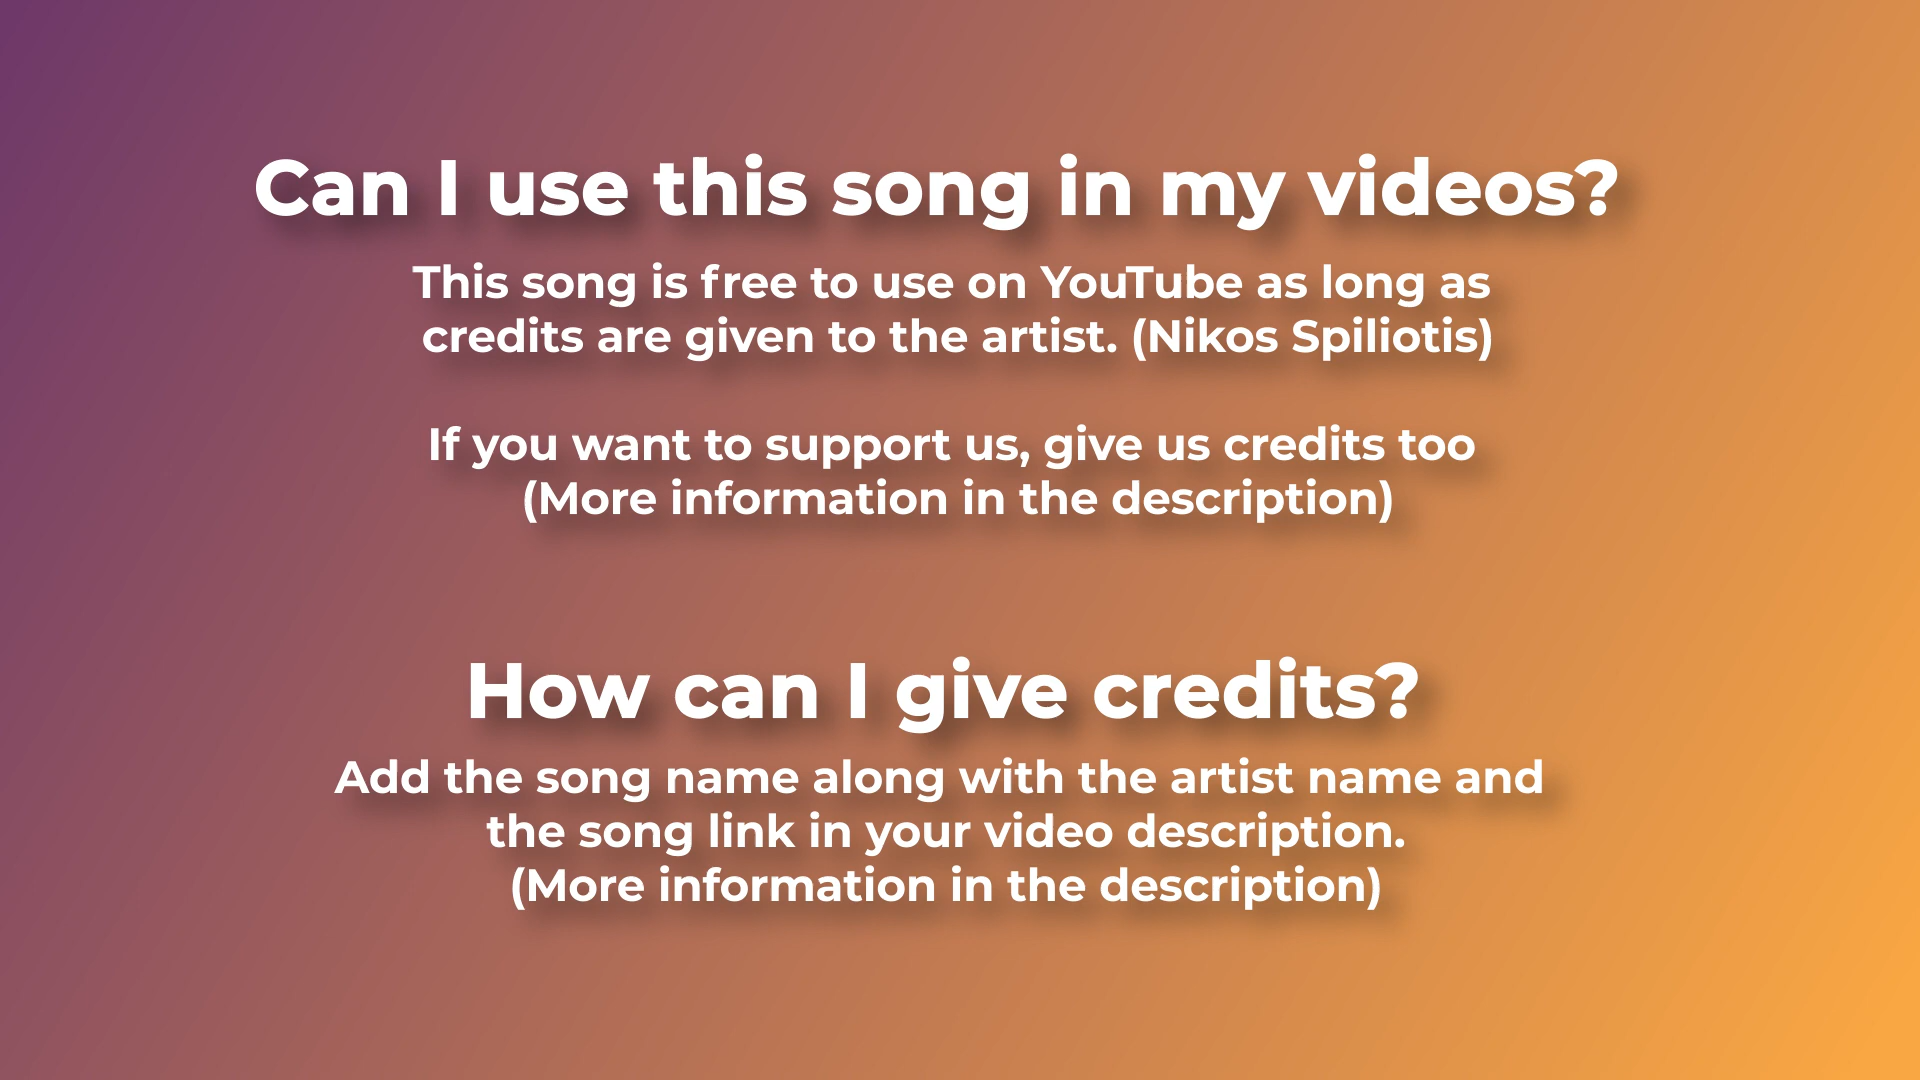 Can I use this song in my videos?
This song is free to use on YouTube as long as
credits are given to the artist. (Nikos Spiliotis)
If you want to support us, give us credits too
(More information in the description)
How can I give credits?
Add the song name along with the artist name and
the song link in your video description.
(More information in the description)